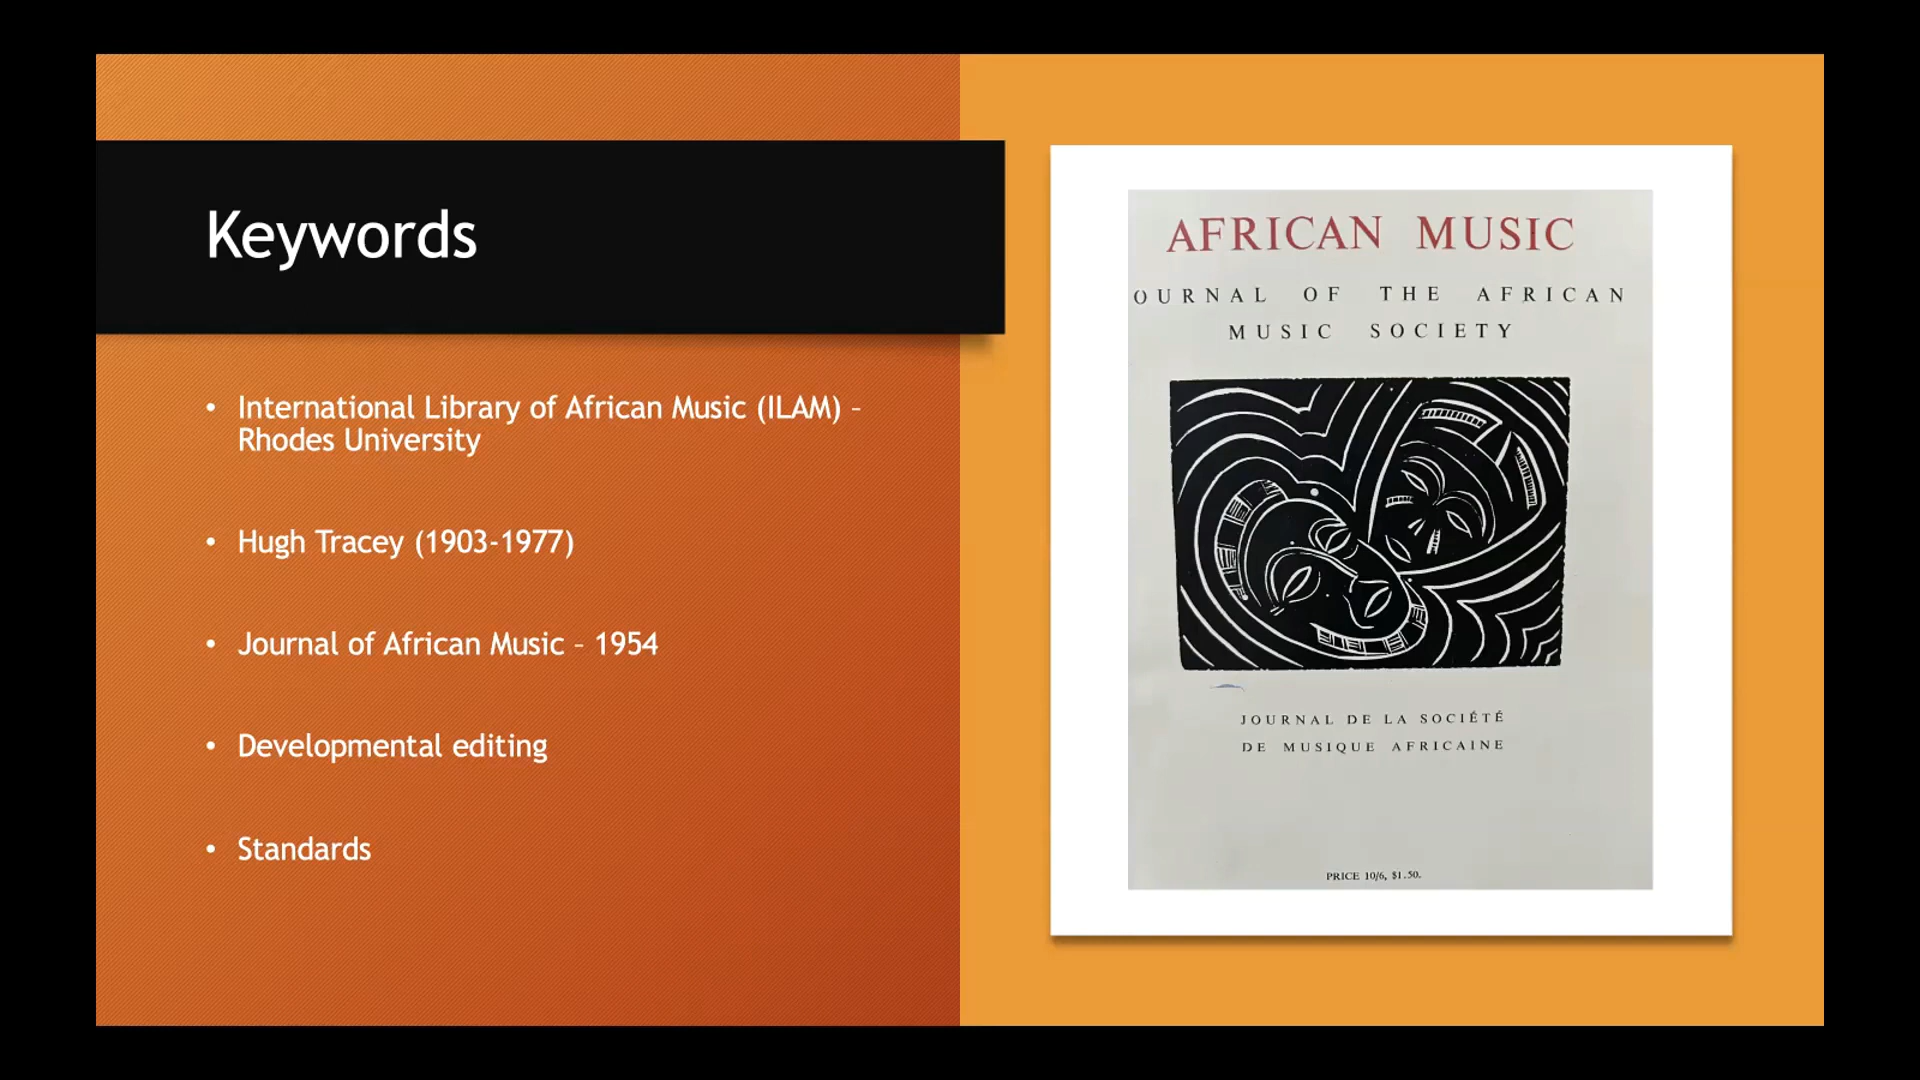 Keywords
• International Library of African Music (ILAM) –
Rhodes University
• Hugh Tracey (1903-1977)
• Journal of African Music – 1954
• Developmental editing
• Standards
AFRICAN MUSIC
OURNAL OF THE AFRICAN
MUSIC SOCIETY
JOURNAL DE LA SOCIÉTÉ
DE MUSIQUE AFRICAINE
PRICE 10/6, $1.50.